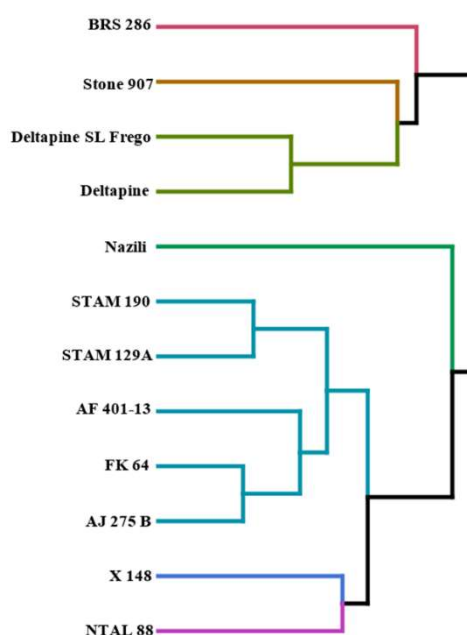 BRS 286
Stone 907
Deltapine SL Frego
Deltapine
Nazili
STAM 190
STAM 129A
AF 401-13
FK 64
AJ 275 B
X 148
NTAL 88